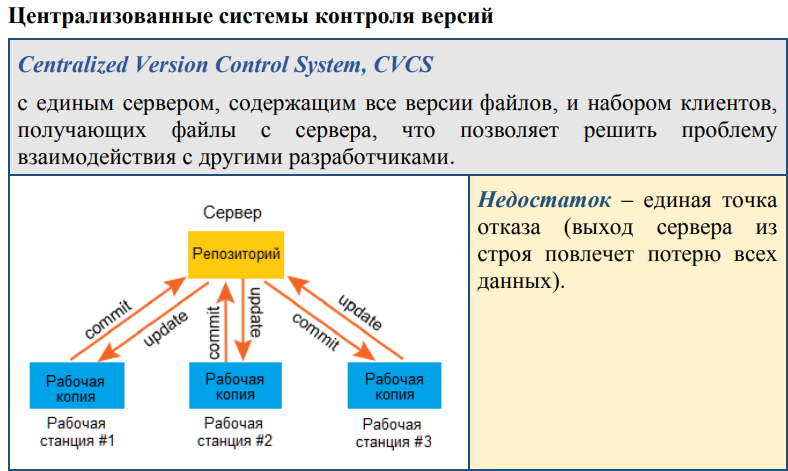 Централизованные системы контроля версий
Centralized Version Control System, CVCS
с единым сервером, содержащим все версии файлов, и набором клиентов,
получающих файлы с сервера, что позволяет решить проблему
взаимодействия с другими разработчиками.
Сервер
Репозиторий
commit
update
commit
update
commit
update
Рабочая
копия
Рабочая
копия
Рабочая
копия
Рабочая
станция #1
Рабочая
станция #2
Рабочая
станция #3
Недостаток – единая точка
отказа (выход сервера из
строя повлечет потерю всех
данных).